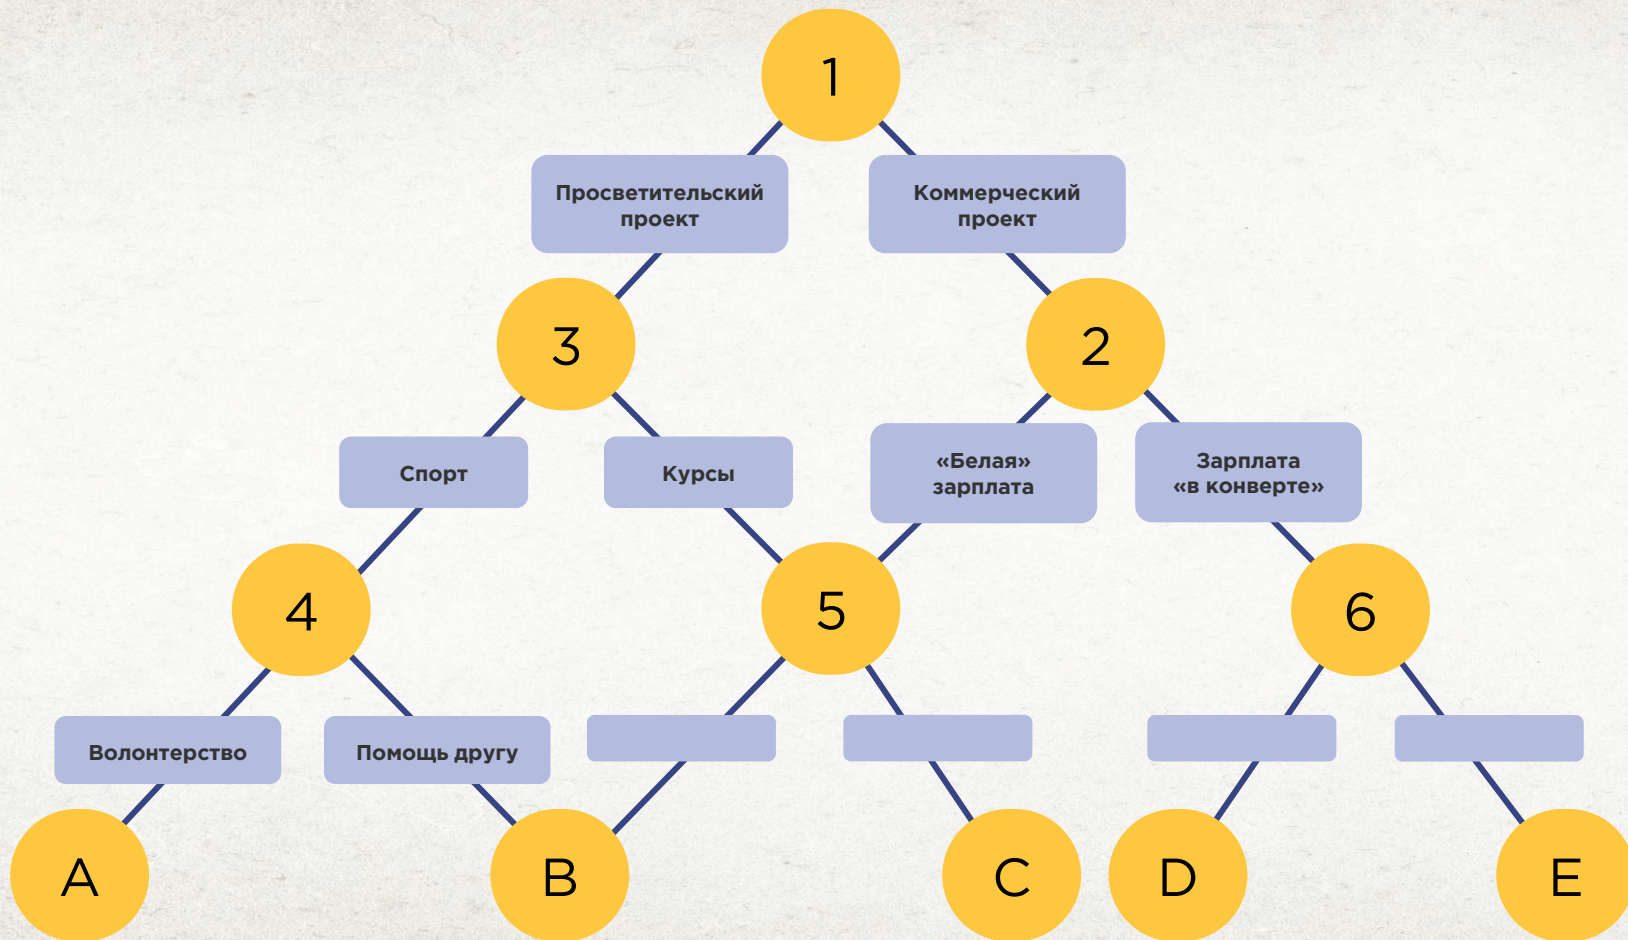 1
Просветительский
проект
Коммерческий
проект
3
2
Спорт
Курсы
«Белая»
зарплата
Зарплата
«в конверте»
4
5
6
Волонтерство
Помощь другу
A
B
C
D
E